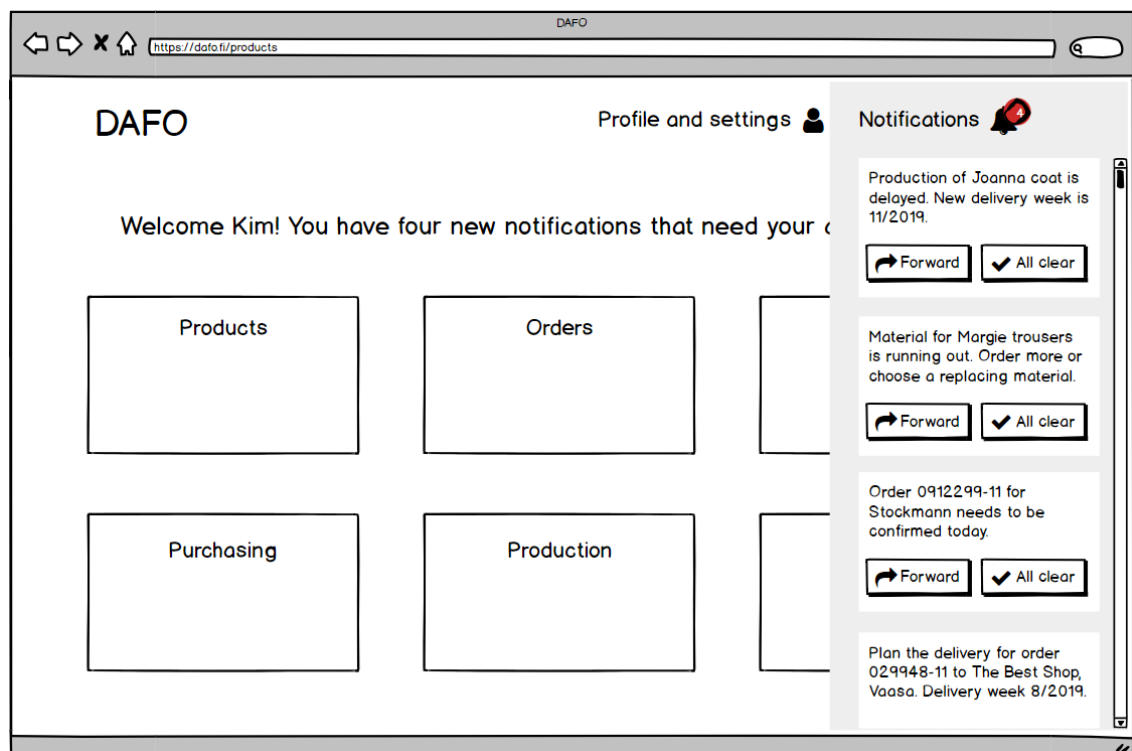 DAFO
https://dafo.fi/products
DAFO
Profile and settings
Notifications
4
Welcome Kim! You have four new notifications that need your
Products
Orders
Purchasing
Production
Production of Joanna coat is
delayed. New delivery week is
11/2019.
Forward
All clear
Material for Margie trousers
is running out. Order more or
choose a replacing material.
Forward
All clear
Order 0912299-11 for
Stockmann needs to be
confirmed today.
Forward
All clear
Plan the delivery for order
029948-11 to The Best Shop,
Vaasa. Delivery week 8/2019.